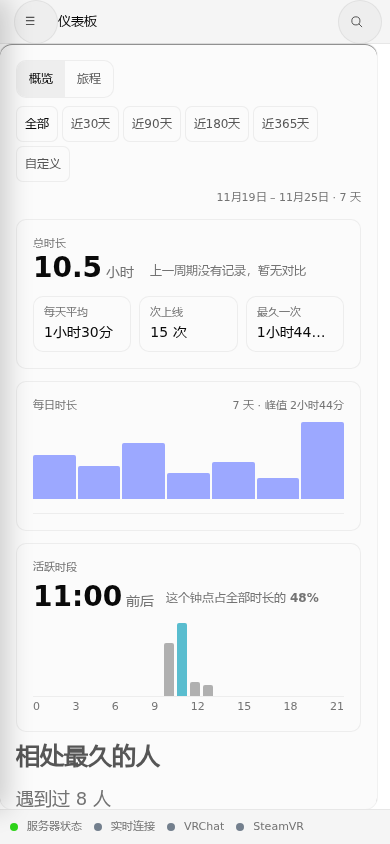 ☰ 仪表板
概览 旅程
全部 近30天 近90天 近180天 近365天
自定义
11月19日 – 11月25日 · 7 天
总时长
10.5 小时 上一周期没有记录，暂无对比
每天平均 次上线 最久一次
1小时30分 15 次 1小时44…
每日时长 7 天 · 峰值 2小时44分
活跃时段
11:00 前后 这个钟点占全部时长的 48%
0 3 6 9 12 15 18 21
相处最久的人
遇到过 8 人
服务器状态 实时连接 VRChat SteamVR